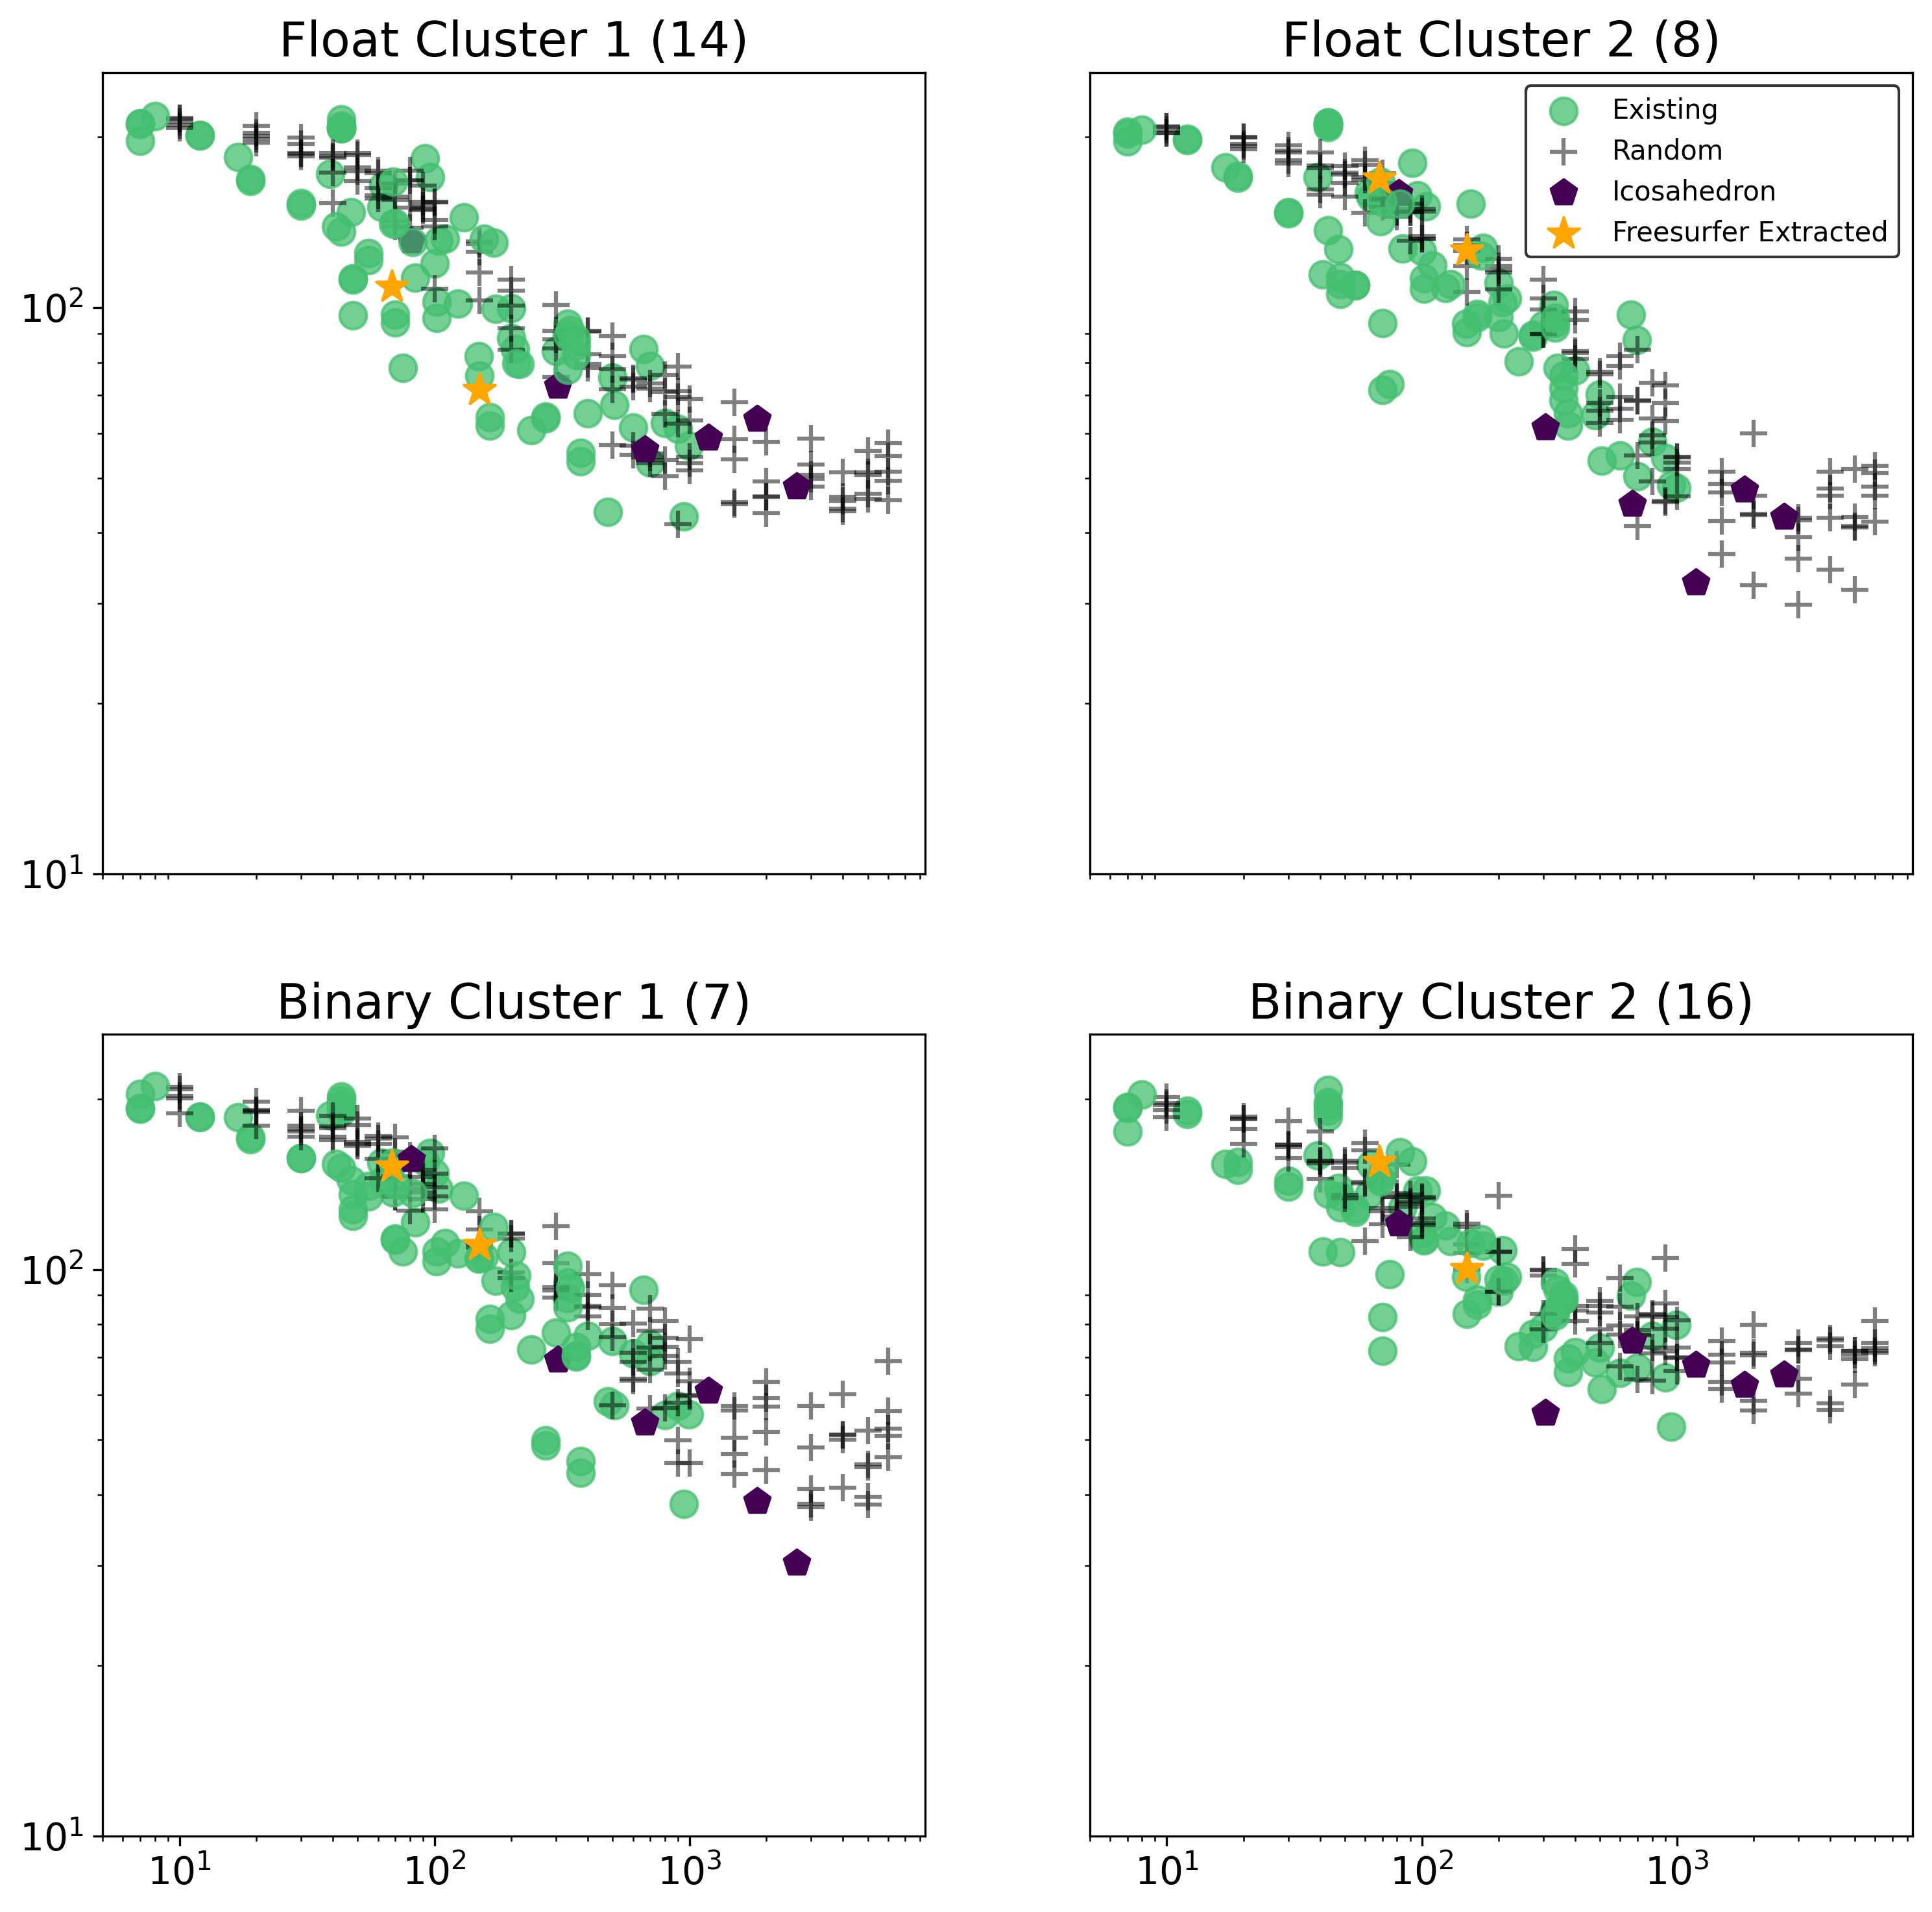 Float Cluster 1 (14)
Float Cluster 2 (8)
Existing
Random
Icosahedron
Freesurfer Extracted
10²
10¹
Binary Cluster 1 (7)
Binary Cluster 2 (16)
10²
10¹
10¹ 10² 10³
10¹ 10² 10³